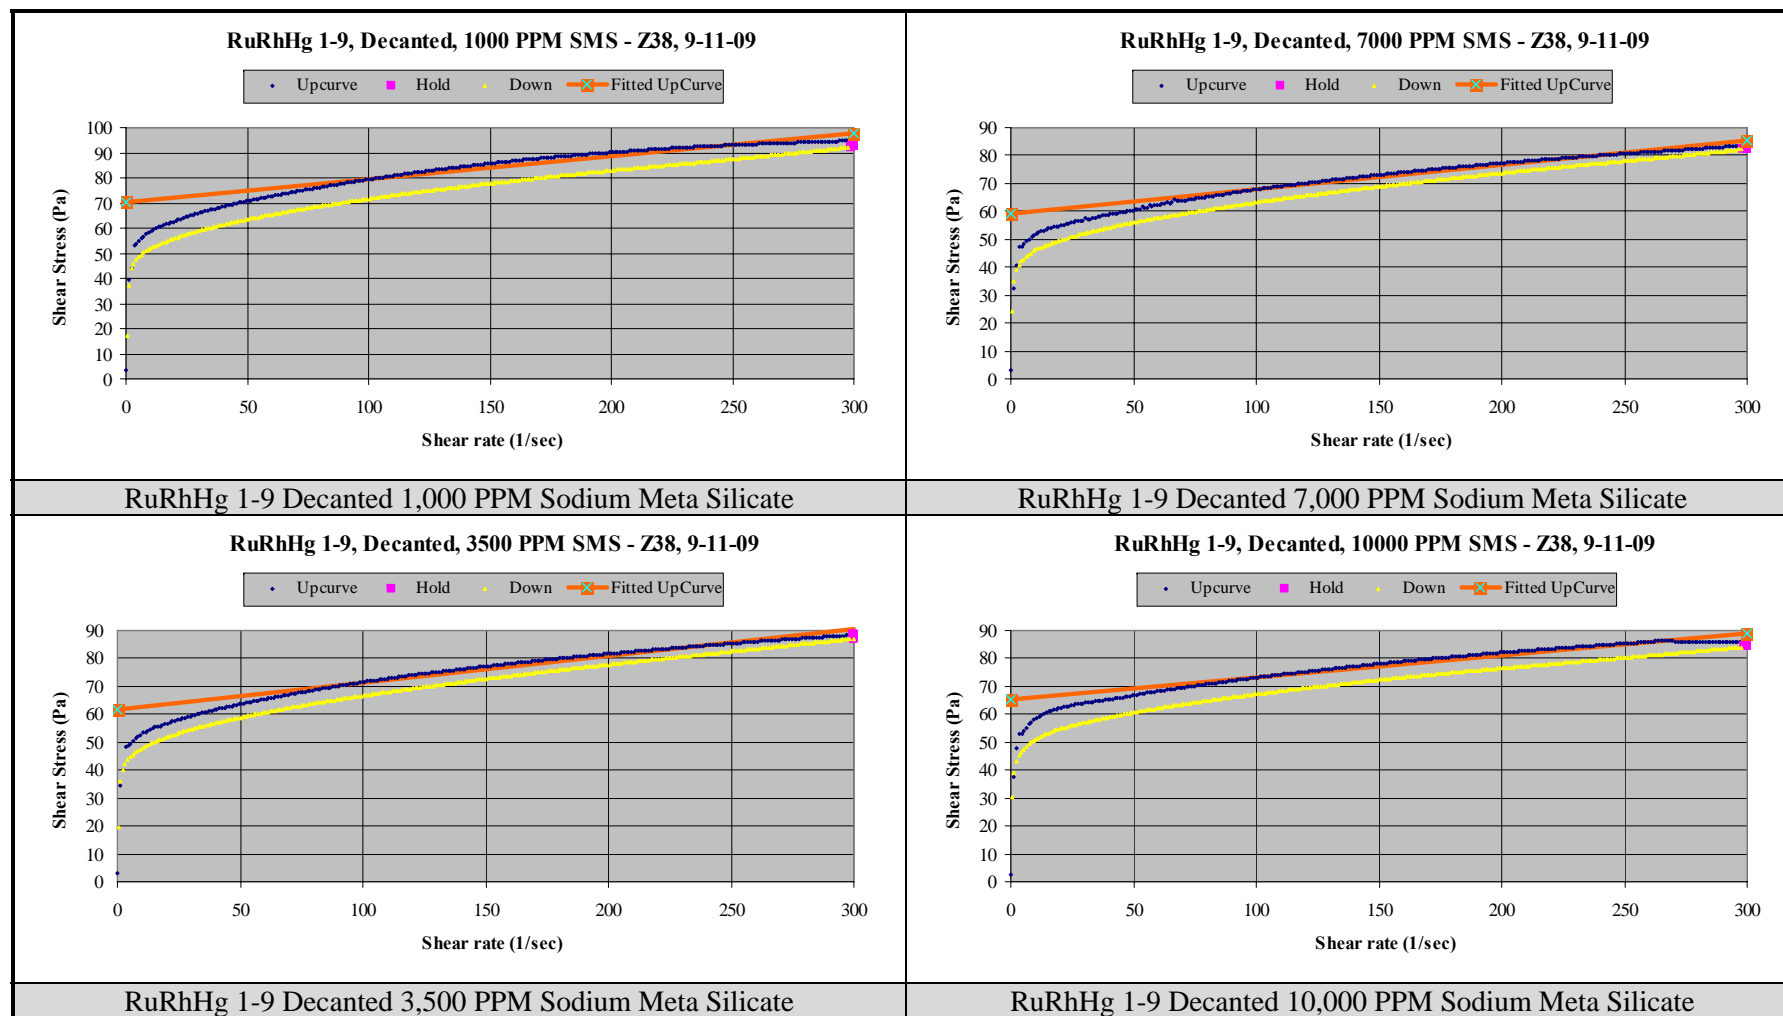 RuRhHg 1-9, Decanted, 1000 PPM SMS - Z38, 9-11-09
Upcurve Hold Down Fitted UpCurve
Shear Stress (Pa)
100
90
80
70
60
50
40
30
20
10
0
0 50 100 150 200 250 300
Shear rate (1/sec)
RuRhHg 1-9 Decanted 1,000 PPM Sodium Meta Silicate
RuRhHg 1-9, Decanted, 7000 PPM SMS - Z38, 9-11-09
Upcurve Hold Down Fitted UpCurve
Shear Stress (Pa)
90
80
70
60
50
40
30
20
10
0
0 50 100 150 200 250 300
Shear rate (1/sec)
RuRhHg 1-9 Decanted 7,000 PPM Sodium Meta Silicate
RuRhHg 1-9, Decanted, 3500 PPM SMS - Z38, 9-11-09
Upcurve Hold Down Fitted UpCurve
Shear Stress (Pa)
90
80
70
60
50
40
30
20
10
0
0 50 100 150 200 250 300
Shear rate (1/sec)
RuRhHg 1-9 Decanted 3,500 PPM Sodium Meta Silicate
RuRhHg 1-9, Decanted, 10000 PPM SMS - Z38, 9-11-09
Upcurve Hold Down Fitted UpCurve
Shear Stress (Pa)
90
80
70
60
50
40
30
20
10
0
0 50 100 150 200 250 300
Shear rate (1/sec)
RuRhHg 1-9 Decanted 10,000 PPM Sodium Meta Silicate